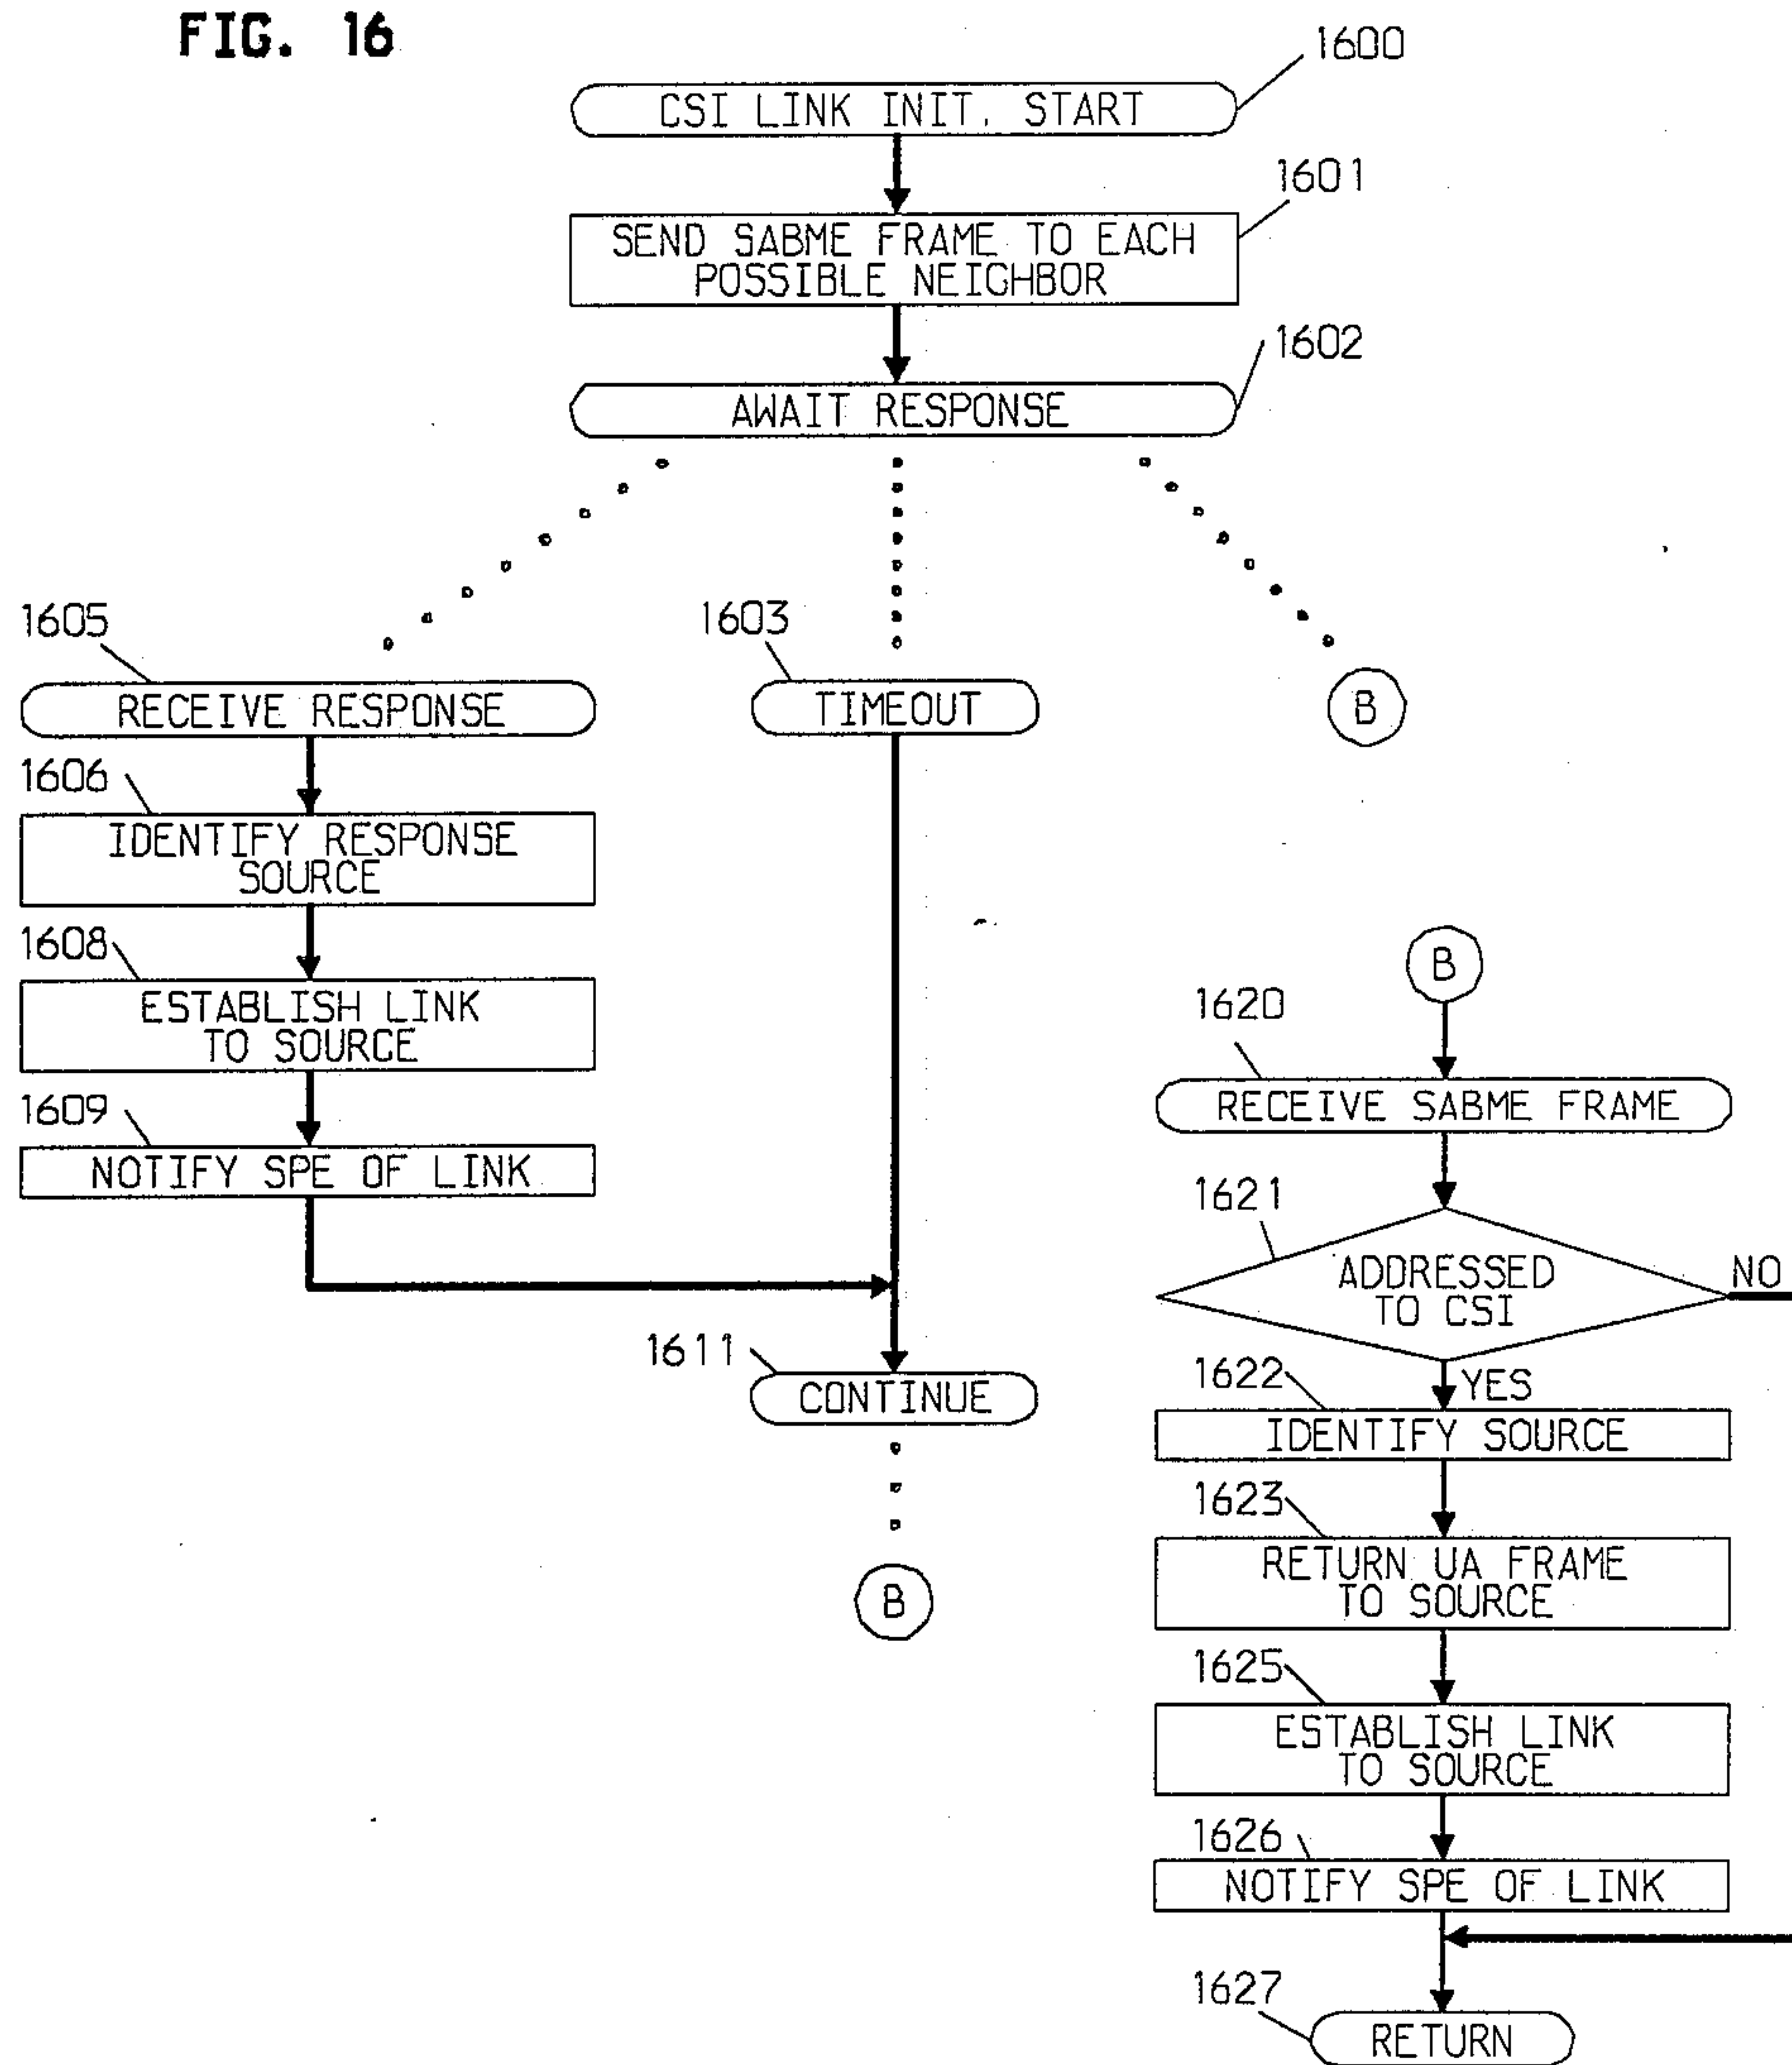 FIG. 16
1600
CSI LINK INIT. START
1601
SEND SABME FRAME TO EACH
POSSIBLE NEIGHBOR
1602
AWAIT RESPONSE
1605
RECEIVE RESPONSE
1606
IDENTIFY RESPONSE
SOURCE
1608
ESTABLISH LINK
TO SOURCE
1609
NOTIFY SPE OF LINK
1603
TIMEOUT
1611
CONTINUE
B
B
B
1620
RECEIVE SABME FRAME
1621
ADDRESSED
TO CSI
NO
YES
1622
IDENTIFY SOURCE
1623
RETURN UA FRAME
TO SOURCE
1625
ESTABLISH LINK
TO SOURCE
1626
NOTIFY SPE OF LINK
1627
RETURN